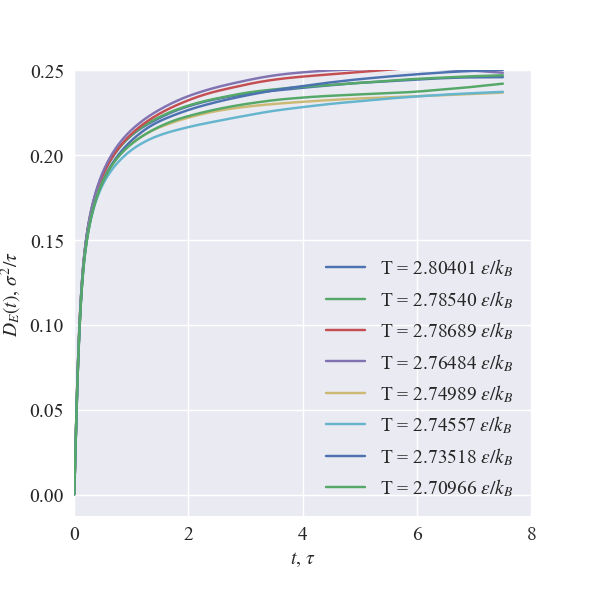 0.25
0.20
0.15
0.10
0.05
0.00
D_E(t), σ²/τ
T = 2.80401 ε/k_B
T = 2.78540 ε/k_B
T = 2.78689 ε/k_B
T = 2.76484 ε/k_B
T = 2.74989 ε/k_B
T = 2.74557 ε/k_B
T = 2.73518 ε/k_B
T = 2.70966 ε/k_B
0 2 4 6 8
t, τ